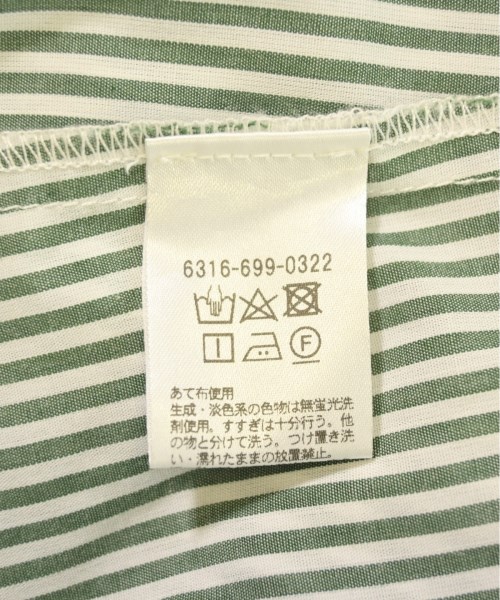 6316-699-0322
F
あて布使用
生成・淡色系の色物は無蛍光洗
剤使用。すすぎは十分行う。他
の物と分けて洗う。つけ置き洗
い・濡れたままの放置禁止。